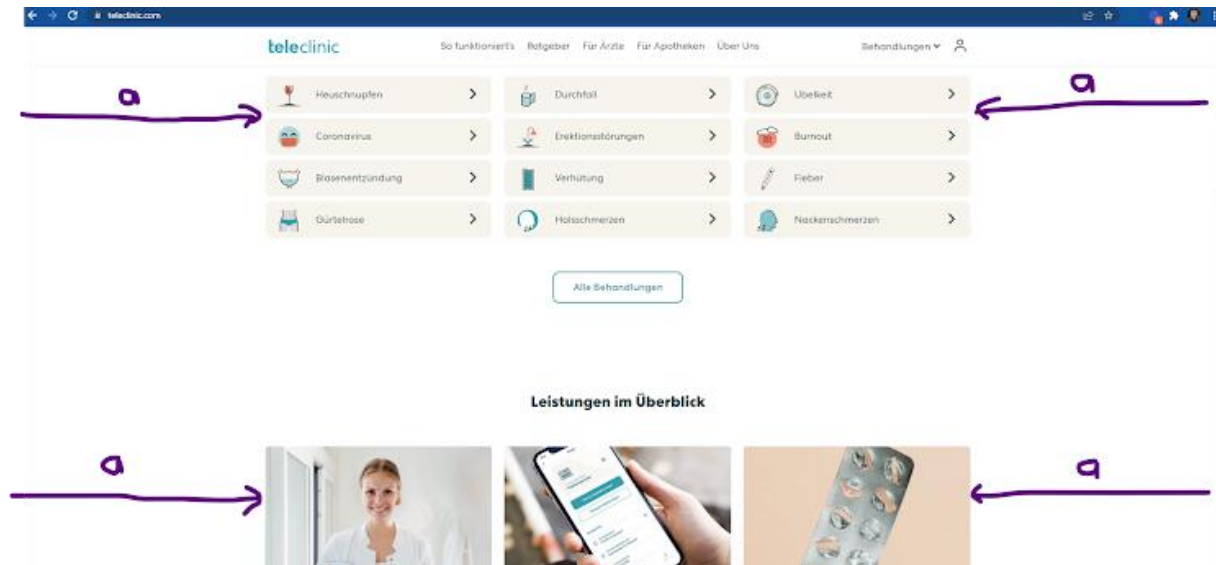 teleclinic.com
teleclinic So funktioniert's Ratgeber Für Ärzte Für Apotheken Über Uns Behandlungen
a a
Heuschnupfen Durchfall Übelkeit
Coronavirus Erektionsstörungen Burnout
Blasenentzündung Verhütung Fieber
Gürtelrose Halsschmerzen Nackenschmerzen
Alle Behandlungen
Leistungen im Überblick
a a